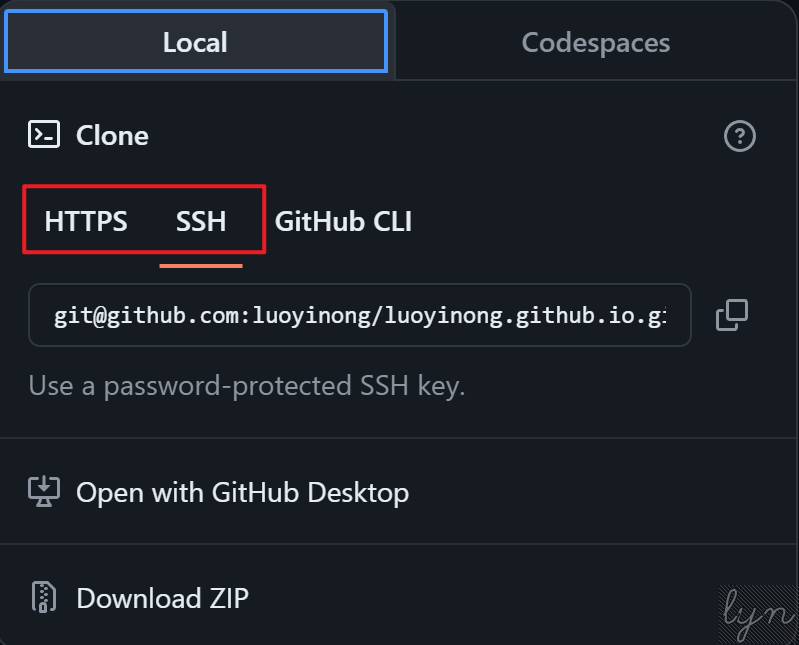 Local Codespaces
Clone
HTTPS SSH GitHub CLI
git@github.com:luoyinong/luoyinong.github.io.gi
Use a password-protected SSH key.
Open with GitHub Desktop
Download ZIP
lyn